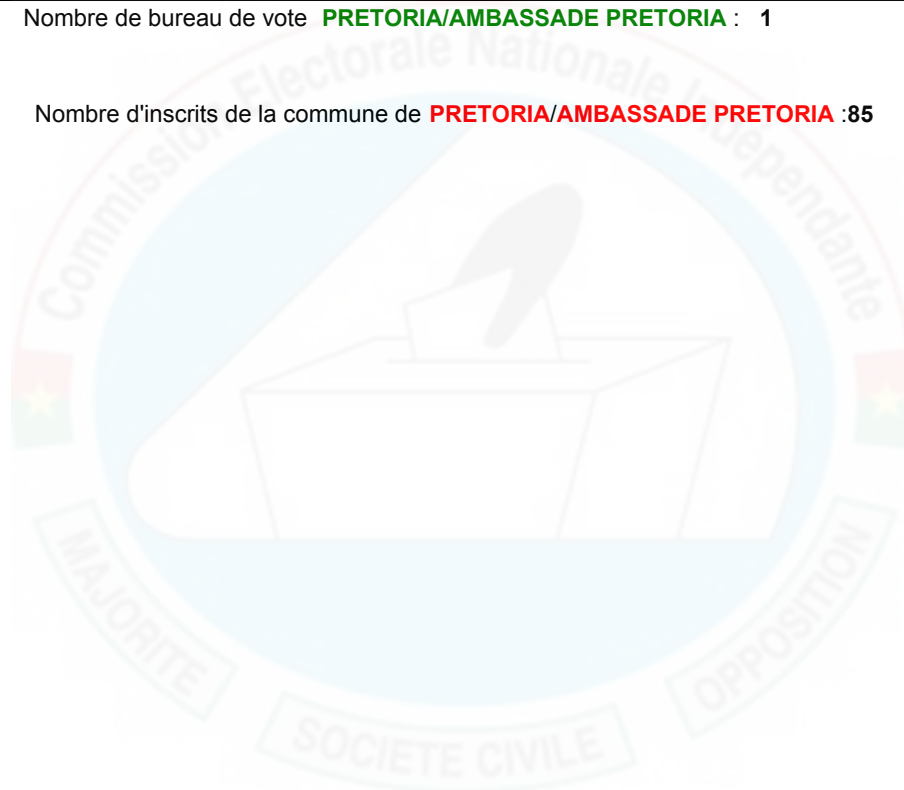 Nombre de bureau de vote PRETORIA/AMBASSADE PRETORIA : 1
Nombre d'inscrits de la commune de PRETORIA/AMBASSADE PRETORIA :85
Commission Electorale Nationale Independante
MAJORITE
SOCIETE CIVILE
OPPOSITION